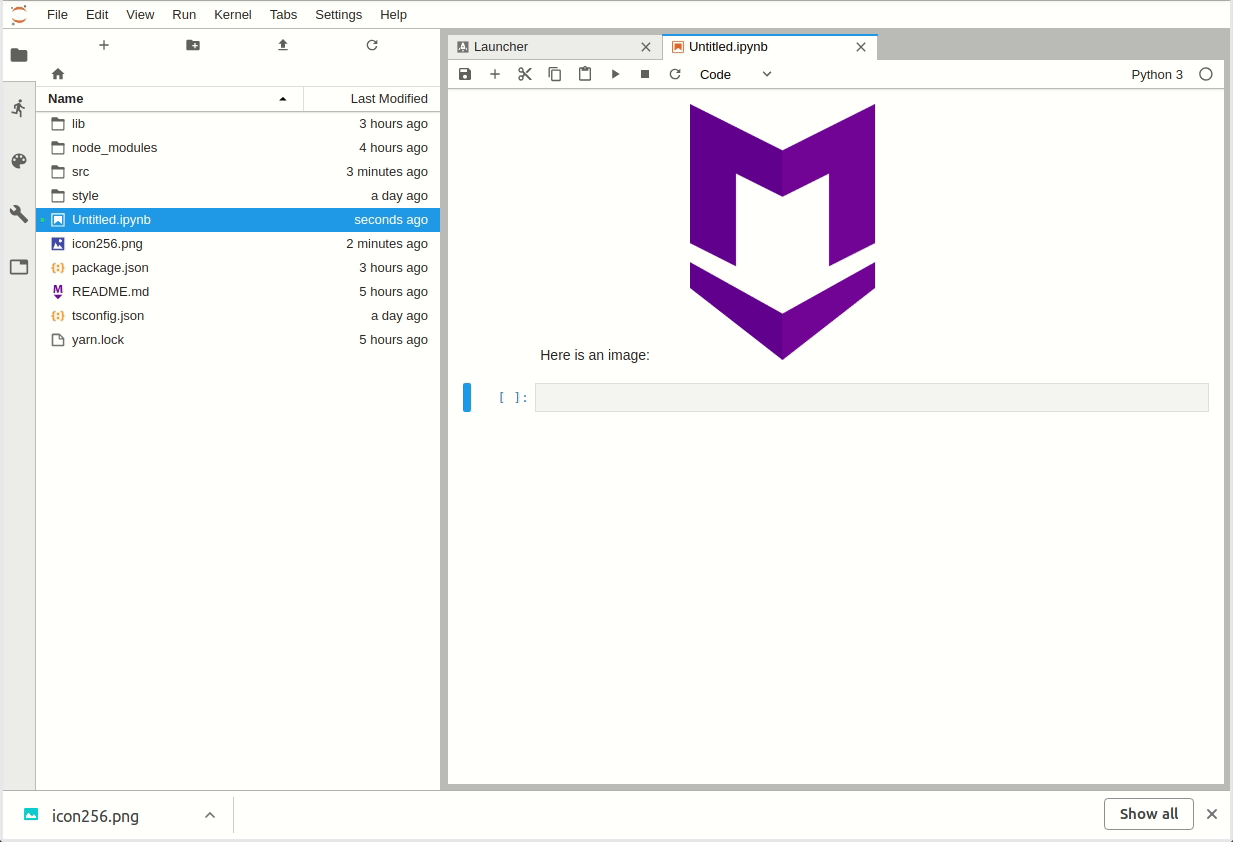 File Edit View Run Kernel Tabs Settings Help
Launcher
Untitled.ipynb
Code
Python 3
Name Last Modified
lib 3 hours ago
node_modules 4 hours ago
src 3 minutes ago
style a day ago
Untitled.ipynb seconds ago
icon256.png 2 minutes ago
package.json 3 hours ago
README.md 5 hours ago
tsconfig.json a day ago
yarn.lock 5 hours ago
Here is an image:
[ ]:
icon256.png
Show all